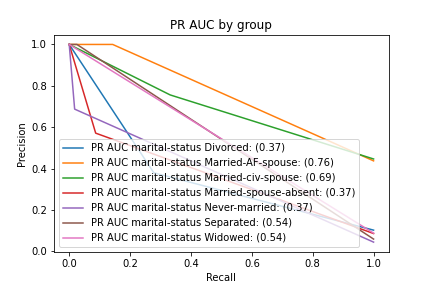 PR AUC by group
1.0
0.8
0.6
0.4
0.2
0.0
Precision
PR AUC marital-status Divorced: (0.37)
PR AUC marital-status Married-AF-spouse: (0.76)
PR AUC marital-status Married-civ-spouse: (0.69)
PR AUC marital-status Married-spouse-absent: (0.37)
PR AUC marital-status Never-married: (0.37)
PR AUC marital-status Separated: (0.54)
PR AUC marital-status Widowed: (0.54)
0.0 0.2 0.4 0.6 0.8 1.0
Recall